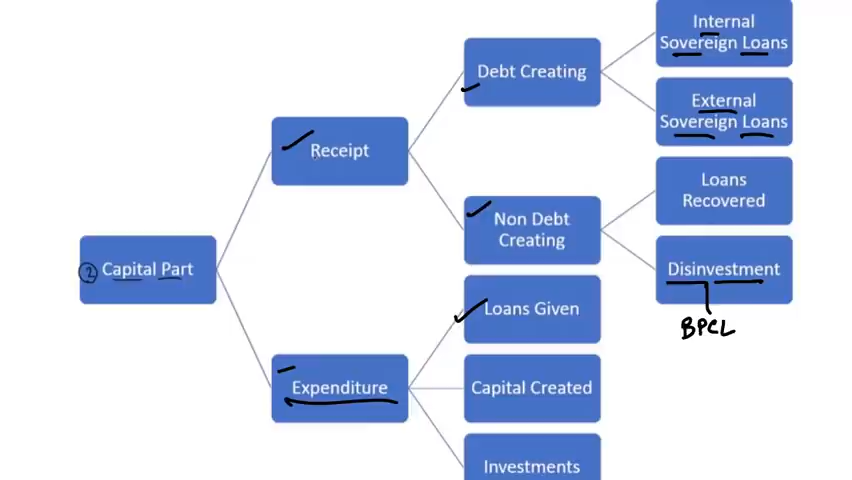 Internal
Sovereign Loans
Debt Creating
External
Sovereign Loans
Receipt
Loans
Recovered
Non Debt
Creating
② Capital Part
Disinvestment
BPCL
Loans Given
Expenditure
Capital Created
Investments